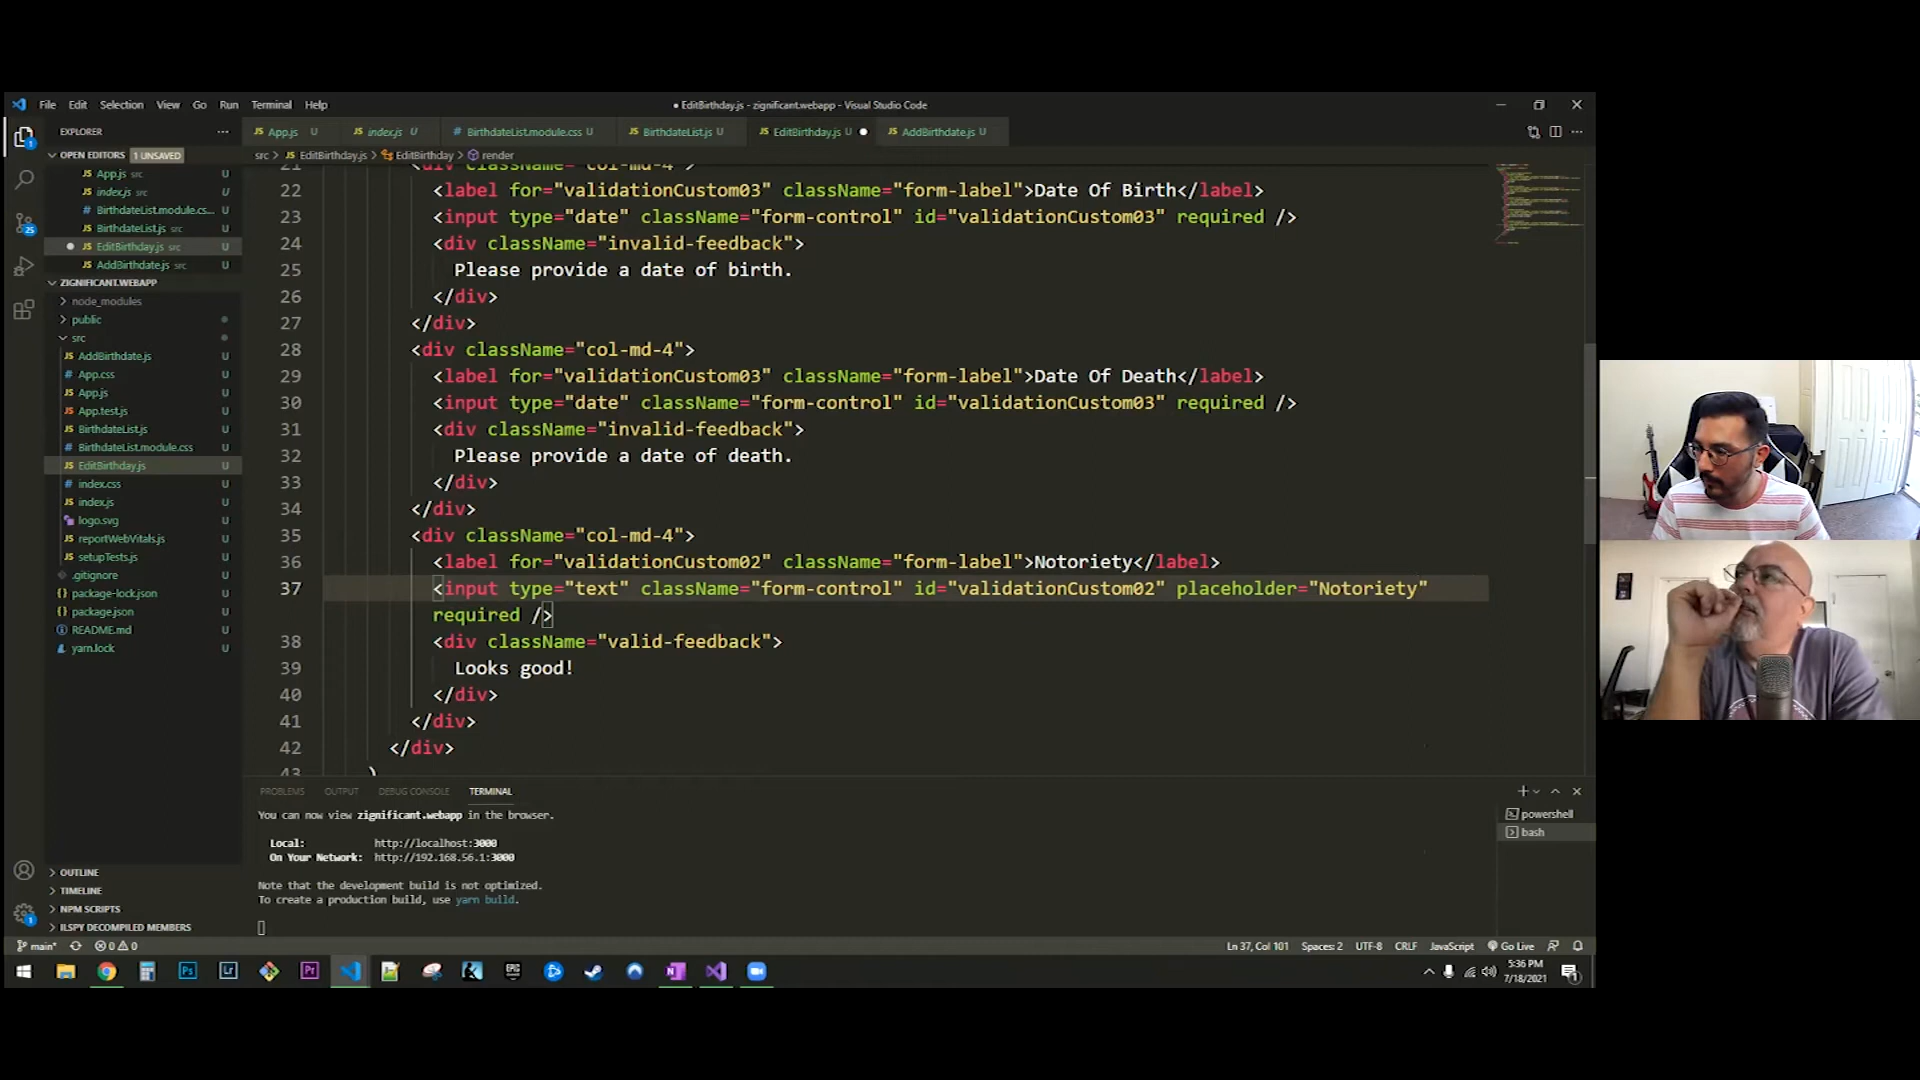 File Edit Selection View Go Run Terminal Help
● EditBirthday.js - zignificant.webapp - Visual Studio Code
EXPLORER
OPEN EDITORS 1 UNSAVED
App.js src U
index.js src U
BirthdateList.module.cs... U
BirthdateList.js src U
EditBirthday.js src U
AddBirthdate.js src U
ZIGNIFICANT.WEBAPP
node_modules
public
src
AddBirthdate.js U
App.css U
App.js U
App.test.js U
BirthdateList.js U
BirthdateList.module.css U
EditBirthday.js U
index.css U
index.js U
logo.svg U
reportWebVitals.js U
setupTests.js U
.gitignore U
package-lock.json U
package.json U
README.md U
yarn.lock U
OUTLINE
TIMELINE
NPM SCRIPTS
ILSPY DECOMPILED MEMBERS
App.js U index.js U BirthdateList.module.css U BirthdateList.js U EditBirthday.js U AddBirthdate.js U
src > EditBirthday.js > EditBirthday > render
21 <div className="col-md-4">
22 <label for="validationCustom03" className="form-label">Date Of Birth</label>
23 <input type="date" className="form-control" id="validationCustom03" required />
24 <div className="invalid-feedback">
25 Please provide a date of birth.
26 </div>
27 </div>
28 <div className="col-md-4">
29 <label for="validationCustom03" className="form-label">Date Of Death</label>
30 <input type="date" className="form-control" id="validationCustom03" required />
31 <div className="invalid-feedback">
32 Please provide a date of death.
33 </div>
34 </div>
35 <div className="col-md-4">
36 <label for="validationCustom02" className="form-label">Notoriety</label>
37 <input type="text" className="form-control" id="validationCustom02" placeholder="Notoriety"
required />
38 <div className="valid-feedback">
39 Looks good!
40 </div>
41 </div>
42 </div>
43 )
PROBLEMS OUTPUT DEBUG CONSOLE TERMINAL
You can now view zignificant.webapp in the browser.
Local: http://localhost:3000
On Your Network: http://192.168.56.1:3000
Note that the development build is not optimized.
To create a production build, use yarn build.
powershell
bash
main* 0 0
Ln 37, Col 101 Spaces: 2 UTF-8 CRLF JavaScript Go Live
5:36 PM
7/18/2021